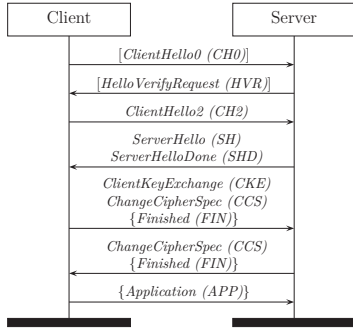 Client Server
[ClientHello0 (CH0)]
[HelloVerifyRequest (HVR)]
ClientHello2 (CH2)
ServerHello (SH)
ServerHelloDone (SHD)
ClientKeyExchange (CKE)
ChangeCipherSpec (CCS)
{Finished (FIN)}
ChangeCipherSpec (CCS)
{Finished (FIN)}
{Application (APP)}